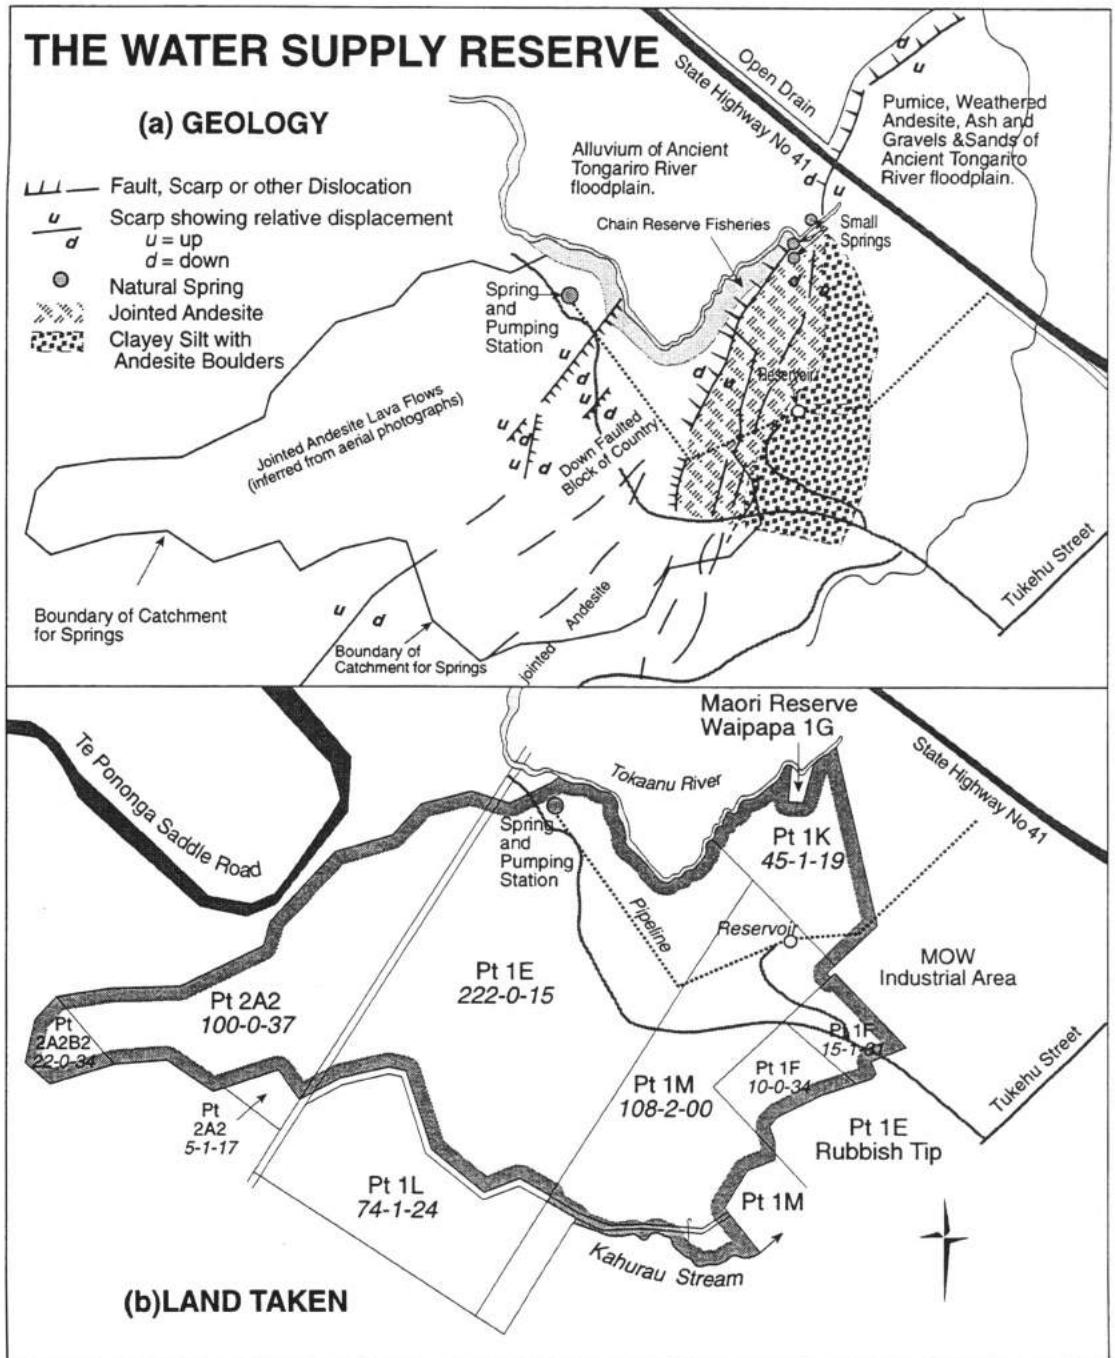 THE WATER SUPPLY RESERVE
(a) GEOLOGY
Fault, Scarp or other Dislocation
u
d
Scarp showing relative displacement
u = up
d = down
Natural Spring
Jointed Andesite
Clayey Silt with
Andesite Boulders
Open Drain
State Highway No 41
d
u
Pumice, Weathered
Andesite, Ash and
Gravels &Sands of
Ancient Tongariro
River floodplain.
Alluvium of Ancient
Tongariro River
floodplain.
d
u
Chain Reserve Fisheries
Small
Springs
d
u
Spring
and
Pumping
Station
u
d
u
d
u
d
u
d
d
u
Reservoir
Jointed Andesite Lava Flows
(inferred from aerial photographs)
Down Faulted
Block of Country
Tukehu Street
Boundary of Catchment
for Springs
u
d
Boundary of
Catchment for Springs
jointed Andesite
Maori Reserve
Waipapa 1G
State Highway No 41
Te Pononga Saddle Road
Tokaanu River
Spring
and
Pumping
Station
Pt 1K
45-1-19
Pipeline
Reservoir
MOW
Industrial Area
Pt 1E
222-0-15
Pt 2A2
100-0-37
Pt
2A2B2
22-0-34
Pt 1F
Pt 1F
10-0-34
Pt
2A2
5-1-17
Pt 1M
108-2-00
Tukehu Street
Pt 1E
Rubbish Tip
Pt 1L
74-1-24
Pt 1M
Kahurau Stream
(b)LAND TAKEN